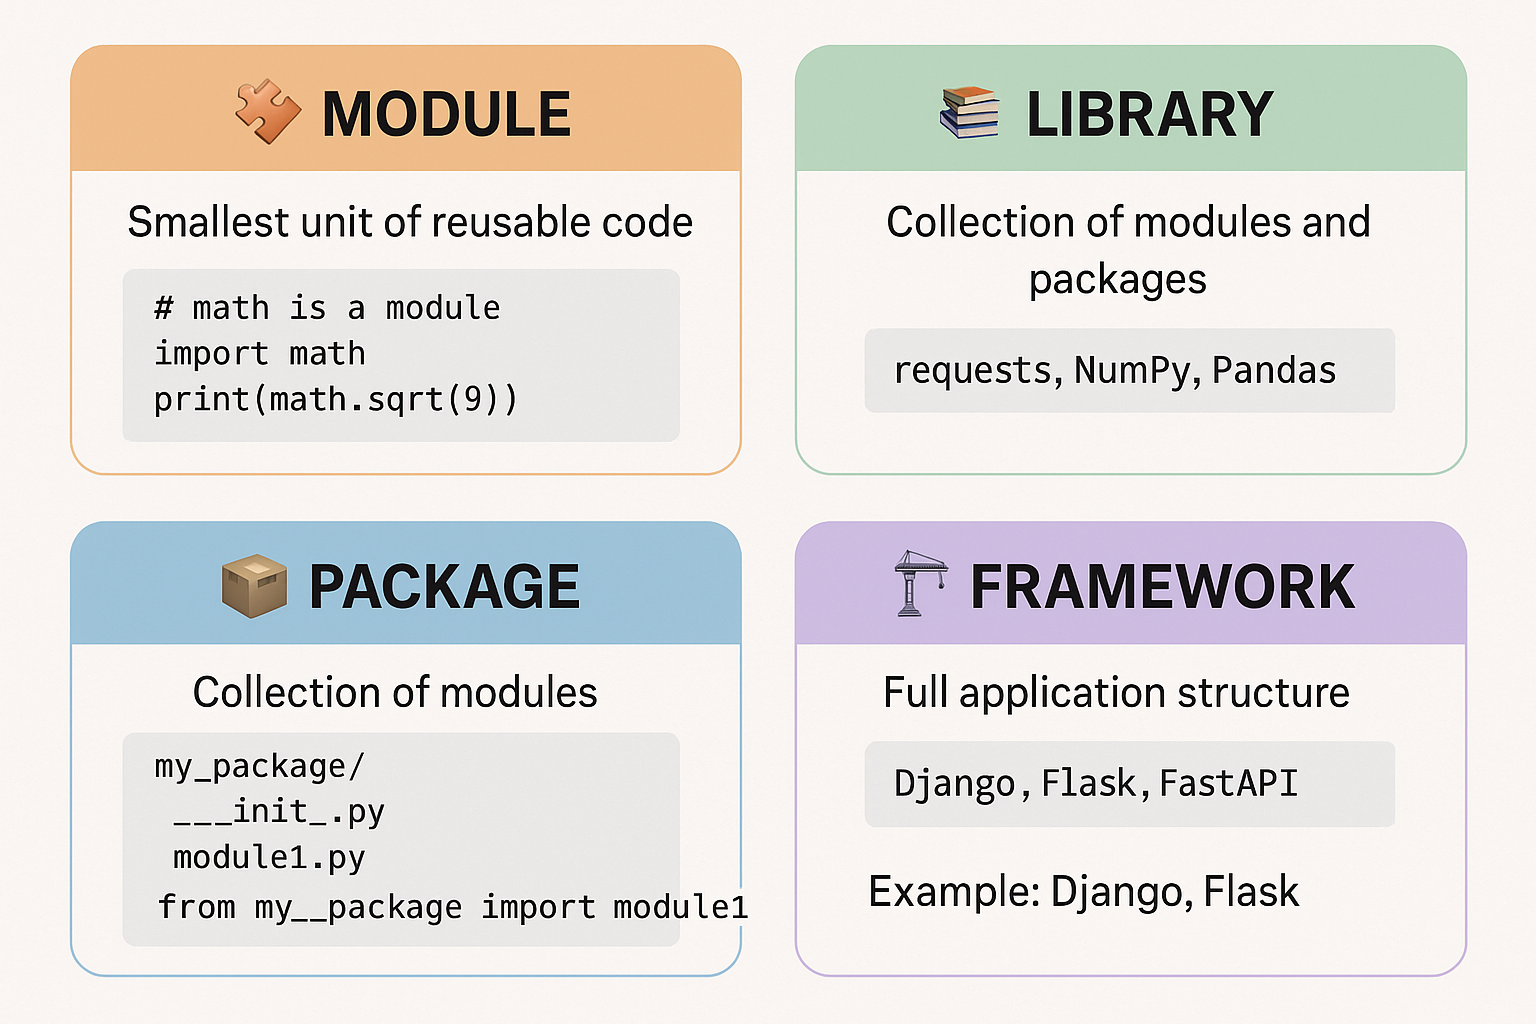 MODULE
Smallest unit of reusable code
# math is a module
import math
print(math.sqrt(9))
LIBRARY
Collection of modules and
packages
requests, NumPy, Pandas
PACKAGE
Collection of modules
my_package/
___init_.py
module1.py
from my__package import module1
FRAMEWORK
Full application structure
Django, Flask, FastAPI
Example: Django, Flask